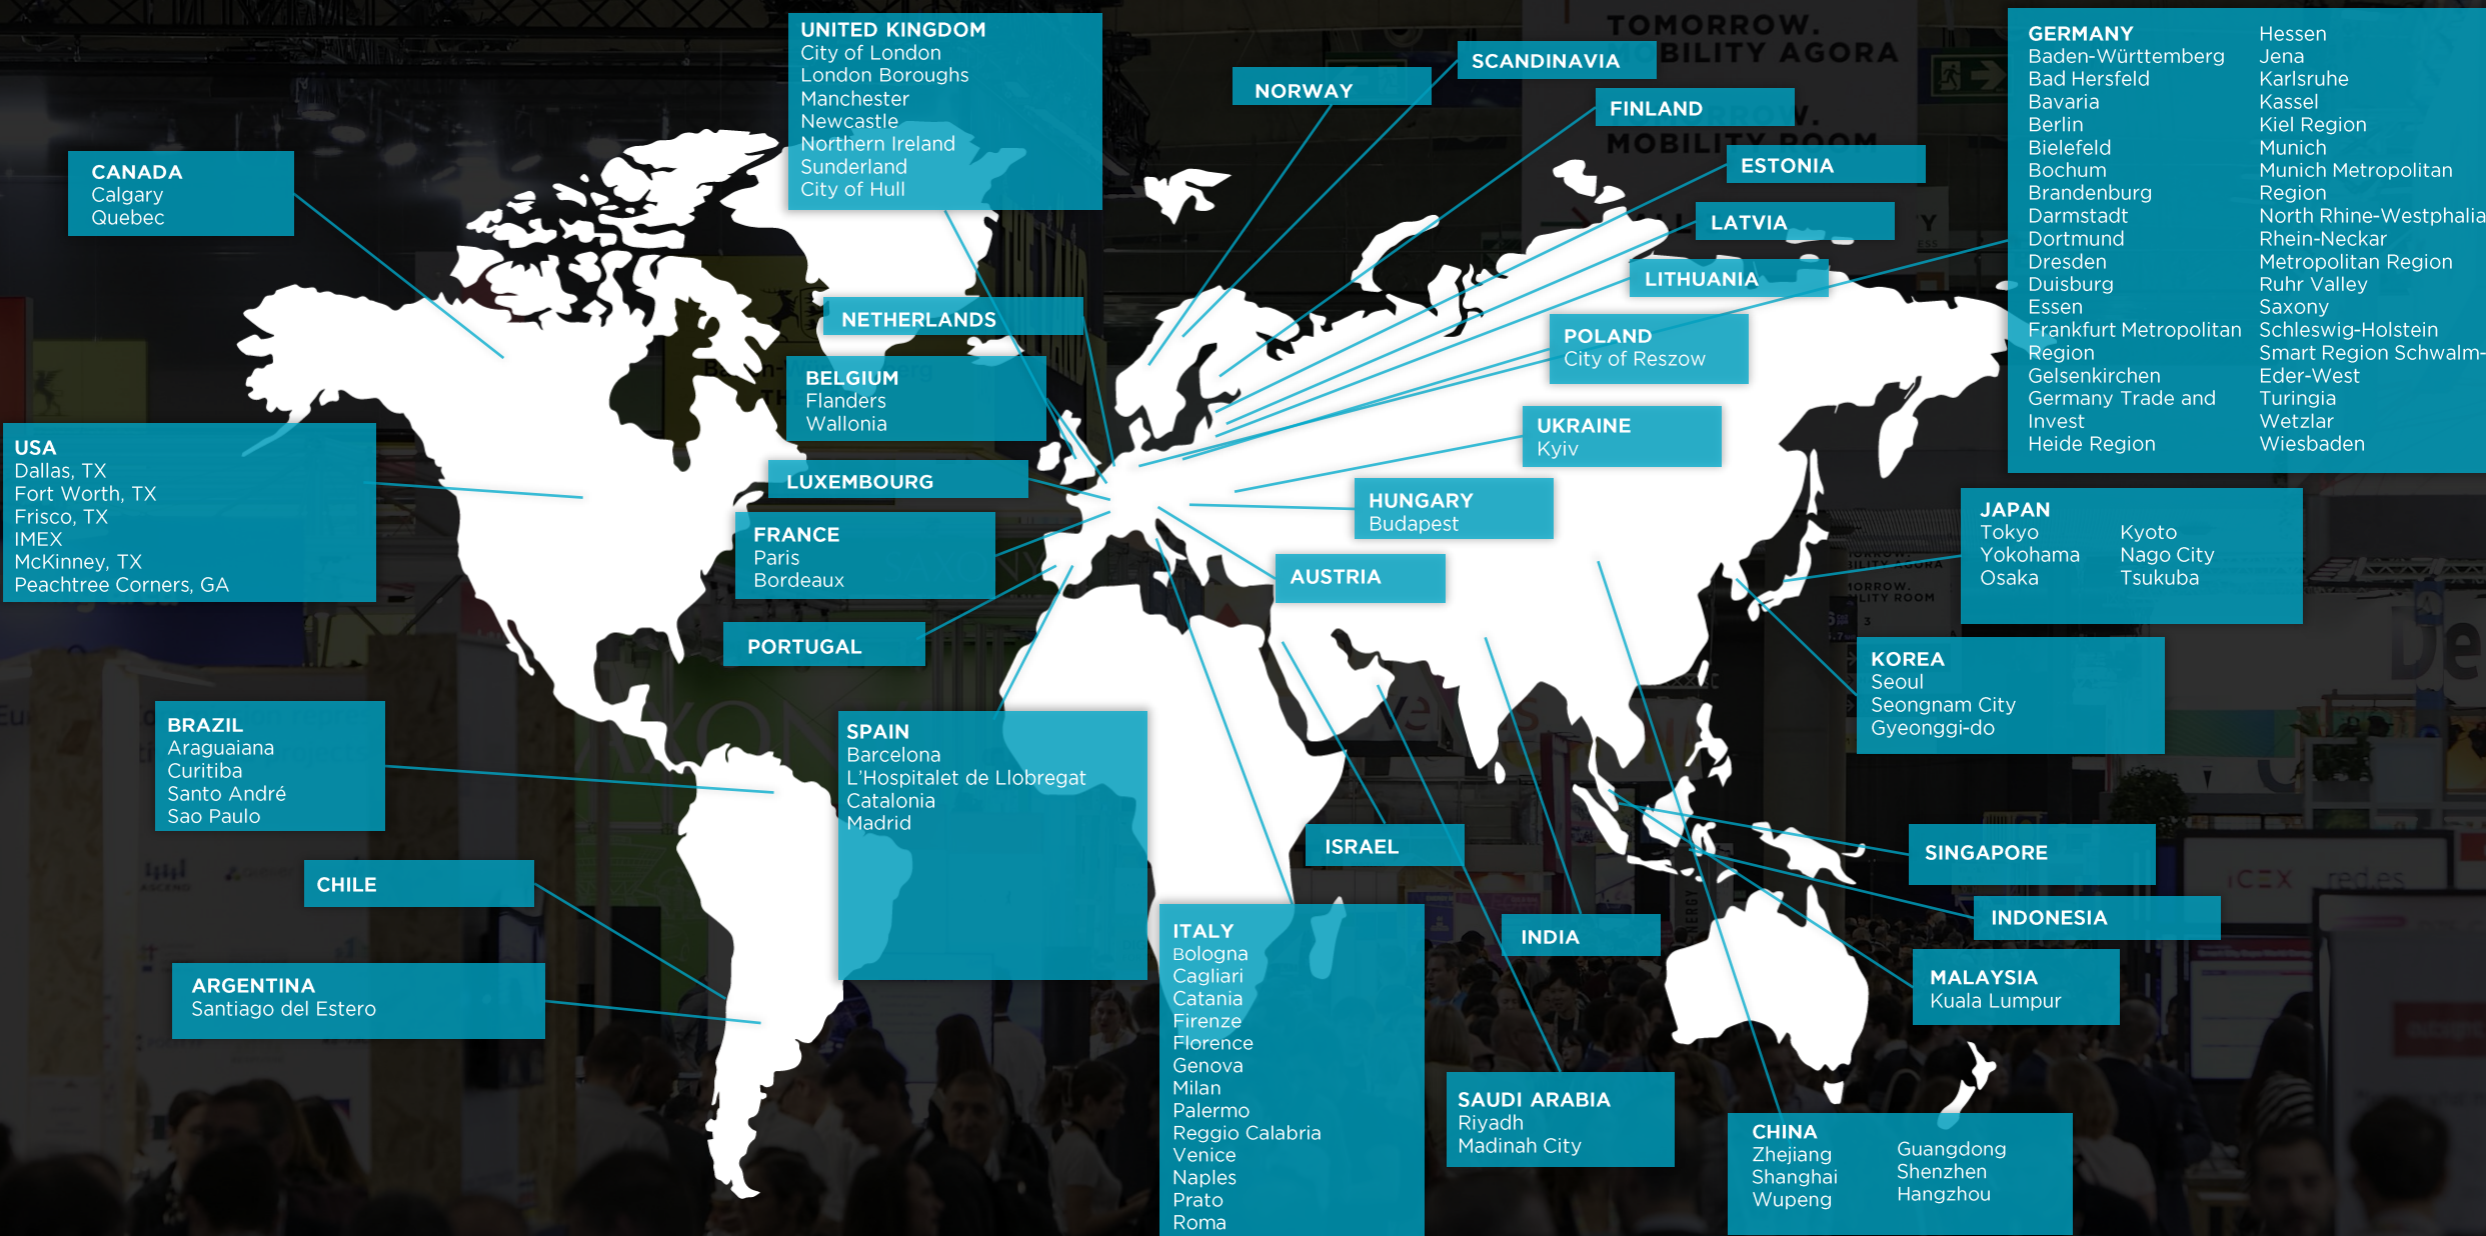 UNITED KINGDOM
City of London
London Boroughs
Manchester
Newcastle
Northern Ireland
Sunderland
City of Hull
NORWAY
SCANDINAVIA
FINLAND
ESTONIA
LATVIA
LITHUANIA
POLAND
City of Reszow
UKRAINE
Kyiv
HUNGARY
Budapest
AUSTRIA
GERMANY
Baden-Württemberg
Bad Hersfeld
Bavaria
Berlin
Bielefeld
Bochum
Brandenburg
Darmstadt
Dortmund
Dresden
Duisburg
Essen
Frankfurt Metropolitan
Region
Gelsenkirchen
Germany Trade and
Invest
Heide Region
Hessen
Jena
Karlsruhe
Kassel
Kiel Region
Munich
Munich Metropolitan
Region
North Rhine-Westphalia
Rhein-Neckar
Metropolitan Region
Ruhr Valley
Saxony
Schleswig-Holstein
Smart Region Schwalm-
Eder-West
Turingia
Wetzlar
Wiesbaden
CANADA
Calgary
Quebec
NETHERLANDS
BELGIUM
Flanders
Wallonia
LUXEMBOURG
FRANCE
Paris
Bordeaux
PORTUGAL
USA
Dallas, TX
Fort Worth, TX
Frisco, TX
IMEX
McKinney, TX
Peachtree Corners, GA
JAPAN
Tokyo
Yokohama
Osaka
Kyoto
Nago City
Tsukuba
KOREA
Seoul
Seongnam City
Gyeonggi-do
BRAZIL
Araguaiana
Curitiba
Santo André
Sao Paulo
SPAIN
Barcelona
L'Hospitalet de Llobregat
Catalonia
Madrid
CHILE
ARGENTINA
Santiago del Estero
ISRAEL
ITALY
Bologna
Cagliari
Catania
Firenze
Florence
Genova
Milan
Palermo
Reggio Calabria
Venice
Naples
Prato
Roma
INDIA
SAUDI ARABIA
Riyadh
Madinah City
SINGAPORE
INDONESIA
MALAYSIA
Kuala Lumpur
CHINA
Zhejiang
Shanghai
Wupeng
Guangdong
Shenzhen
Hangzhou
TOMORROW.
MOBILITY AGORA
MOBILITY ROOM
red.es